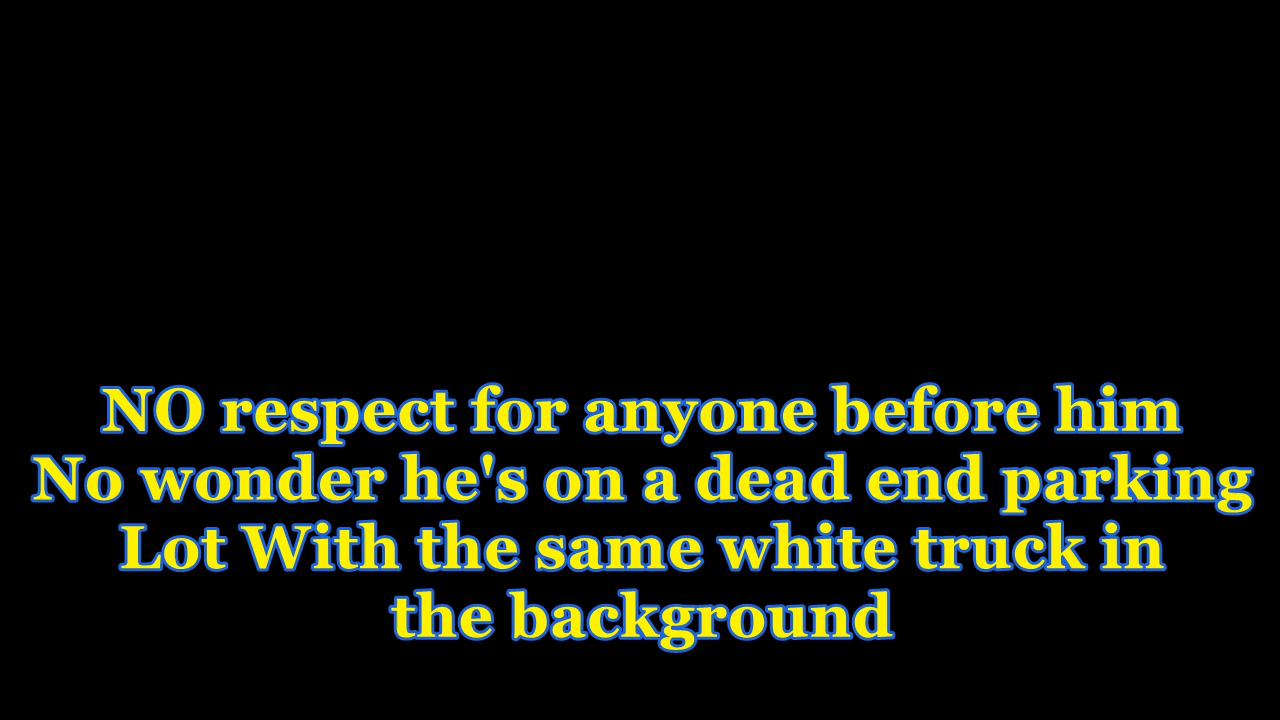 NO respect for anyone before him
No wonder he's on a dead end parking
Lot With the same white truck in
the background